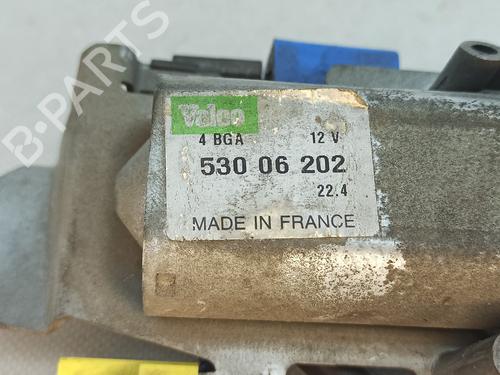 B-PARTS
Valeo
4 BGA 12 V
530 06 202
22.4
MADE IN FRANCE